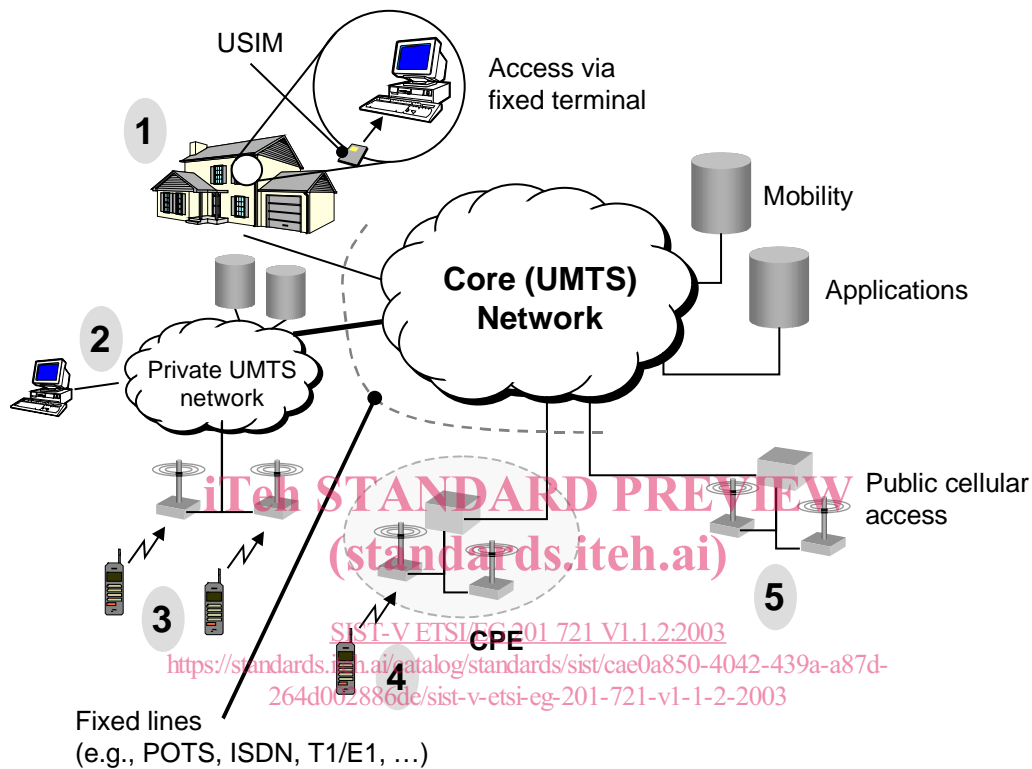 USIM
Access via
fixed terminal
1
Mobility
Core (UMTS)
Network
Applications
2
Private UMTS
network
iTeh STANDARD PREVIEW
(standards.iteh.ai)
Public cellular
access
3
5
SIST-V ETSI/EG 201 721 V1.1.2:2003
CPE
https://standards.iteh.ai/catalog/standards/sist/cae0a850-4042-439a-a87d-
264d002886dc/sist-v-etsi-eg-201-721-v1-1-2-2003
4
Fixed lines
(e.g., POTS, ISDN, T1/E1, …)